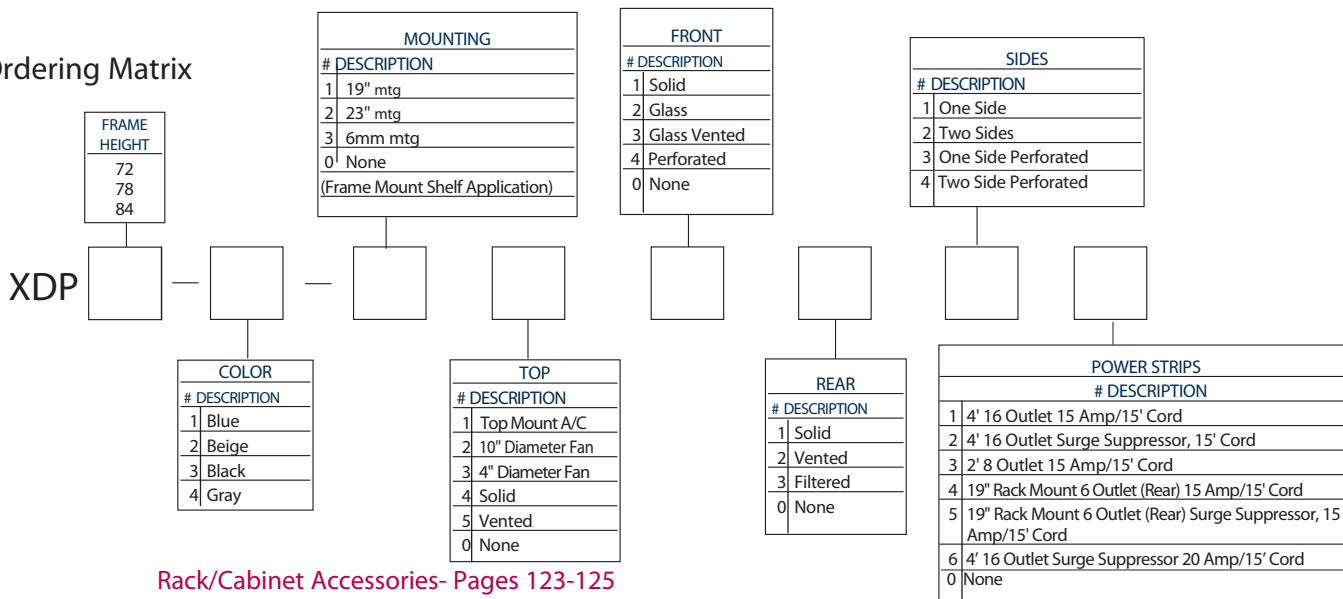 Ordering Matrix
FRAME
HEIGHT
72
78
84
MOUNTING
# DESCRIPTION
1 19" mtg
2 23" mtg
3 6mm mtg
0 None
(Frame Mount Shelf Application)
FRONT
# DESCRIPTION
1 Solid
2 Glass
3 Glass Vented
4 Perforated
0 None
SIDES
# DESCRIPTION
1 One Side
2 Two Sides
3 One Side Perforated
4 Two Side Perforated
XDP — —
COLOR
# DESCRIPTION
1 Blue
2 Beige
3 Black
4 Gray
TOP
# DESCRIPTION
1 Top Mount A/C
2 10" Diameter Fan
3 4" Diameter Fan
4 Solid
5 Vented
0 None
REAR
# DESCRIPTION
1 Solid
2 Vented
3 Filtered
0 None
POWER STRIPS
# DESCRIPTION
1 4' 16 Outlet 15 Amp/15' Cord
2 4' 16 Outlet Surge Suppressor, 15' Cord
3 2' 8 Outlet 15 Amp/15' Cord
4 19" Rack Mount 6 Outlet (Rear) 15 Amp/15' Cord
5 19" Rack Mount 6 Outlet (Rear) Surge Suppressor, 15
Amp/15' Cord
6 4' 16 Outlet Surge Suppressor 20 Amp/15' Cord
0 None
Rack/Cabinet Accessories- Pages 123-125